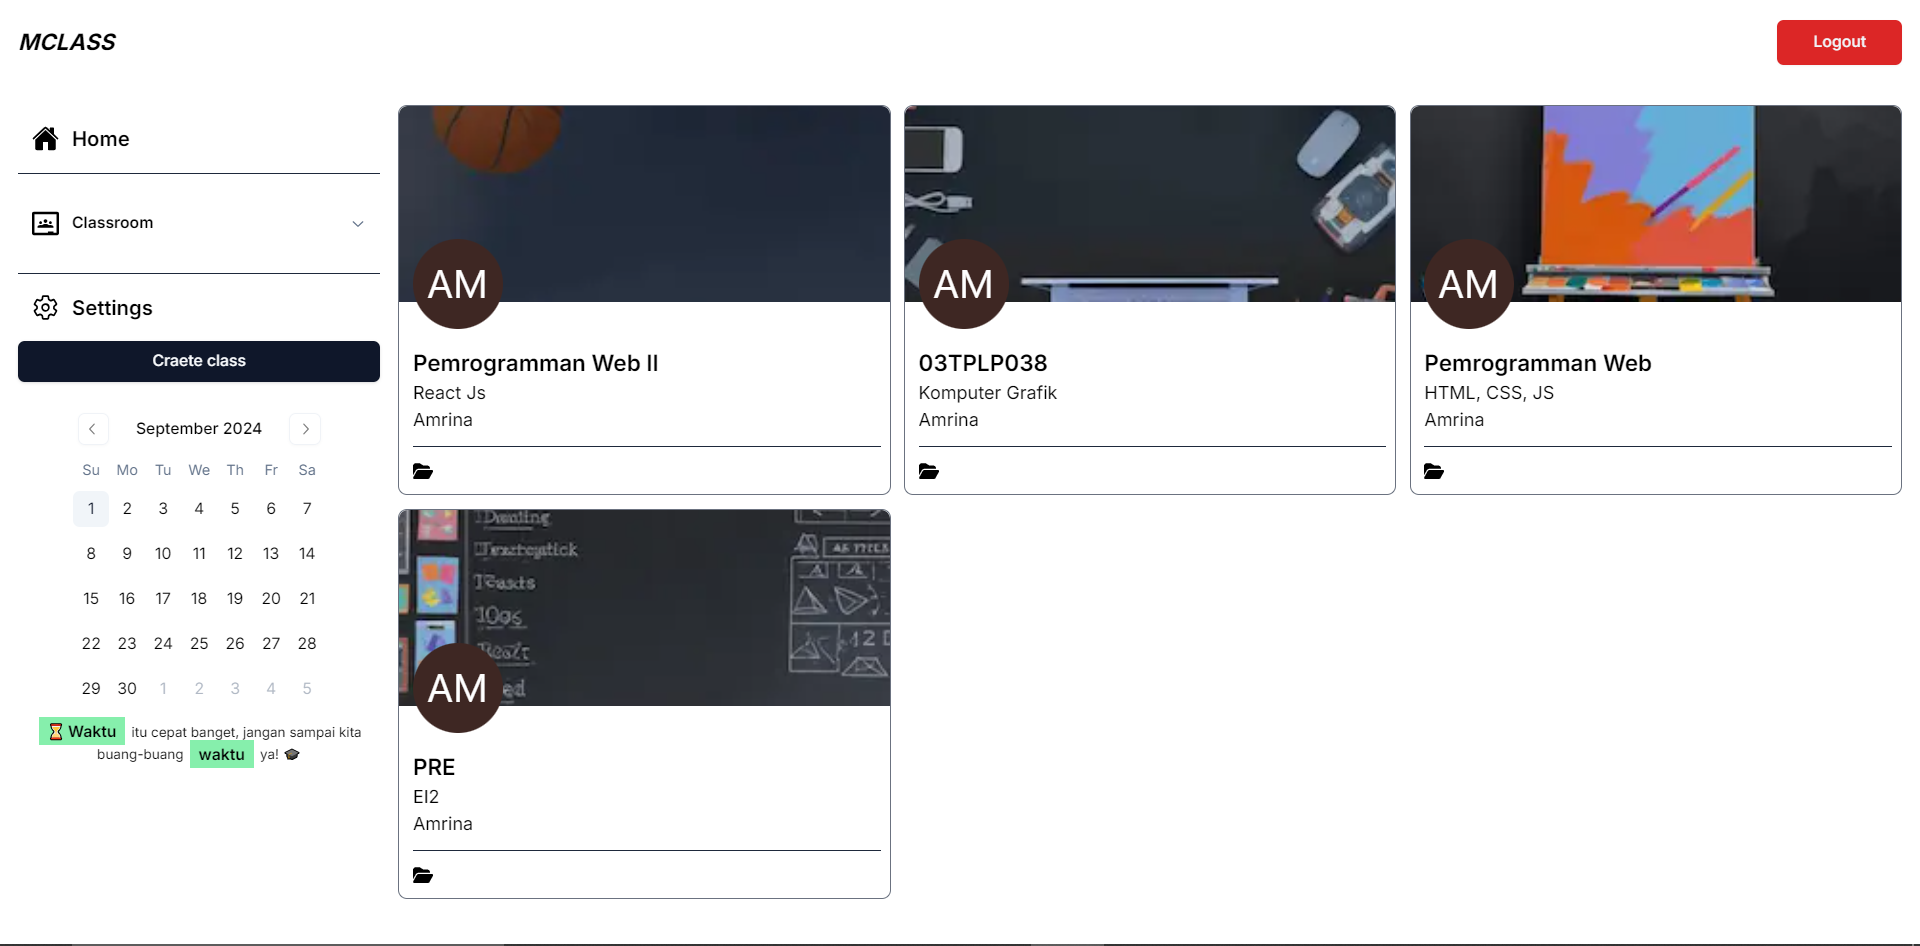 MCLASS
Logout
Home
Classroom
Settings
Craete class
September 2024
Su Mo Tu We Th Fr Sa
1 2 3 4 5 6 7
8 9 10 11 12 13 14
15 16 17 18 19 20 21
22 23 24 25 26 27 28
29 30 1 2 3 4 5
⏳ Waktu itu cepat banget, jangan sampai kita
buang-buang waktu ya! 🎓
AM
Pemrogramman Web II
React Js
Amrina
AM
03TPLP038
Komputer Grafik
Amrina
AM
Pemrogramman Web
HTML, CSS, JS
Amrina
AM
PRE
EI2
Amrina